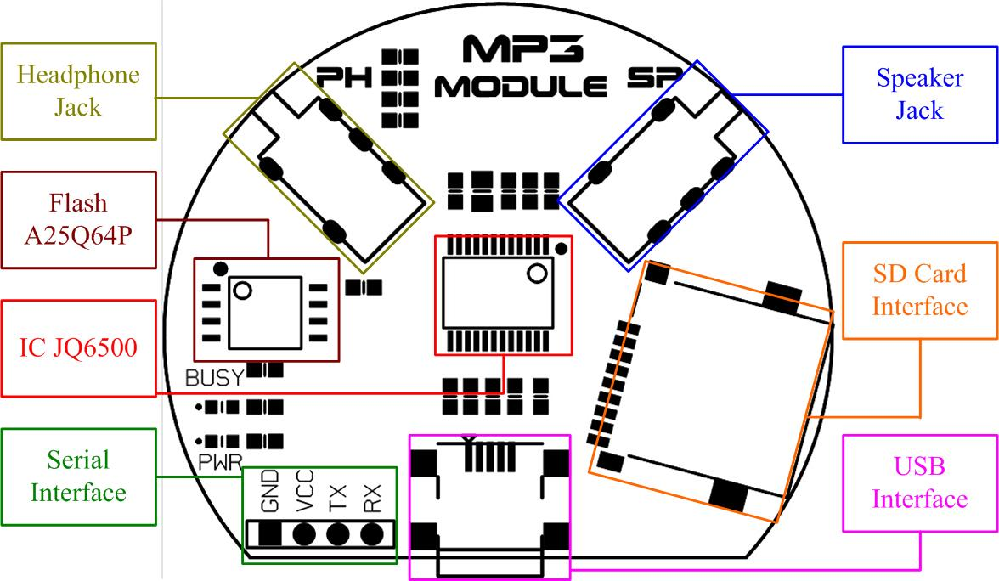 MP3
MODULE
PH
SP
Headphone
Jack
Speaker
Jack
Flash
A25Q64P
SD Card
Interface
IC JQ6500
BUSY
PWR
Serial
Interface
USB
Interface
GND
VCC
TX
RX